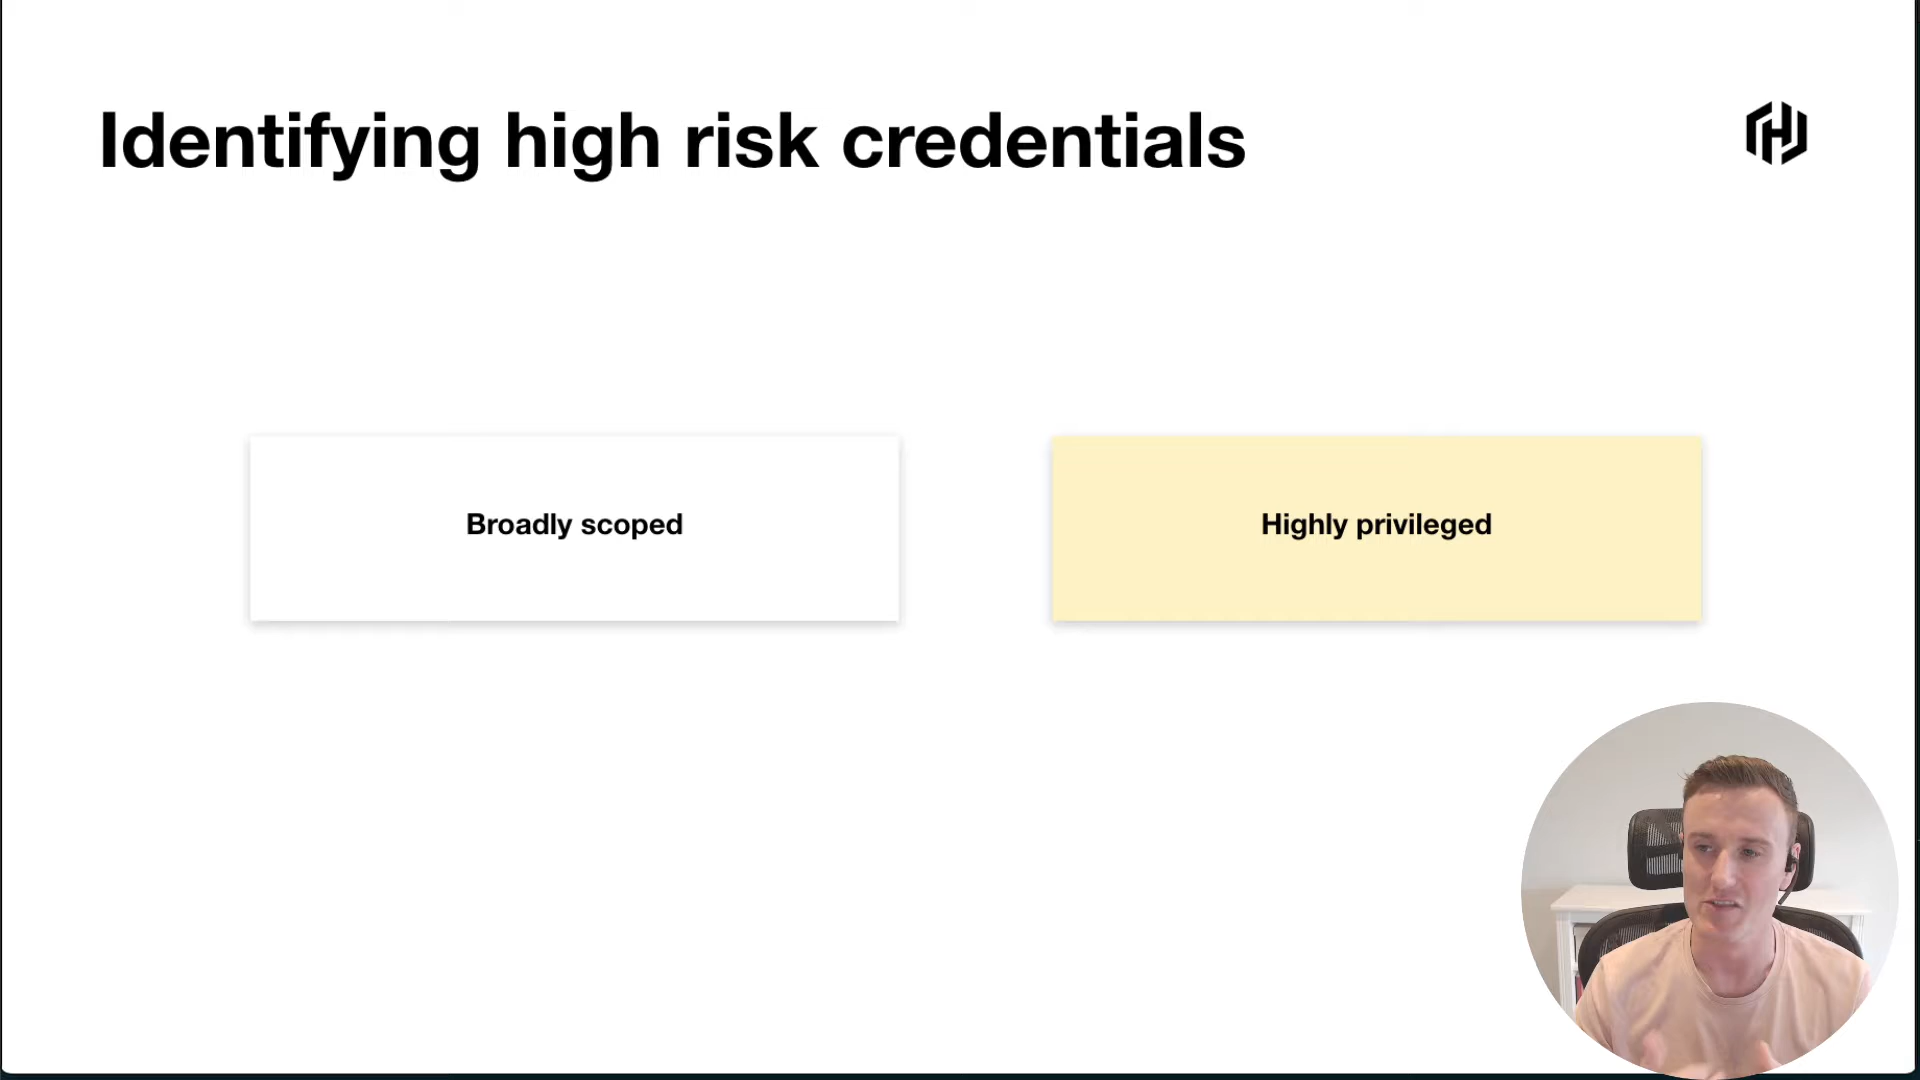 Identifying high risk credentials
Broadly scoped
Highly privileged